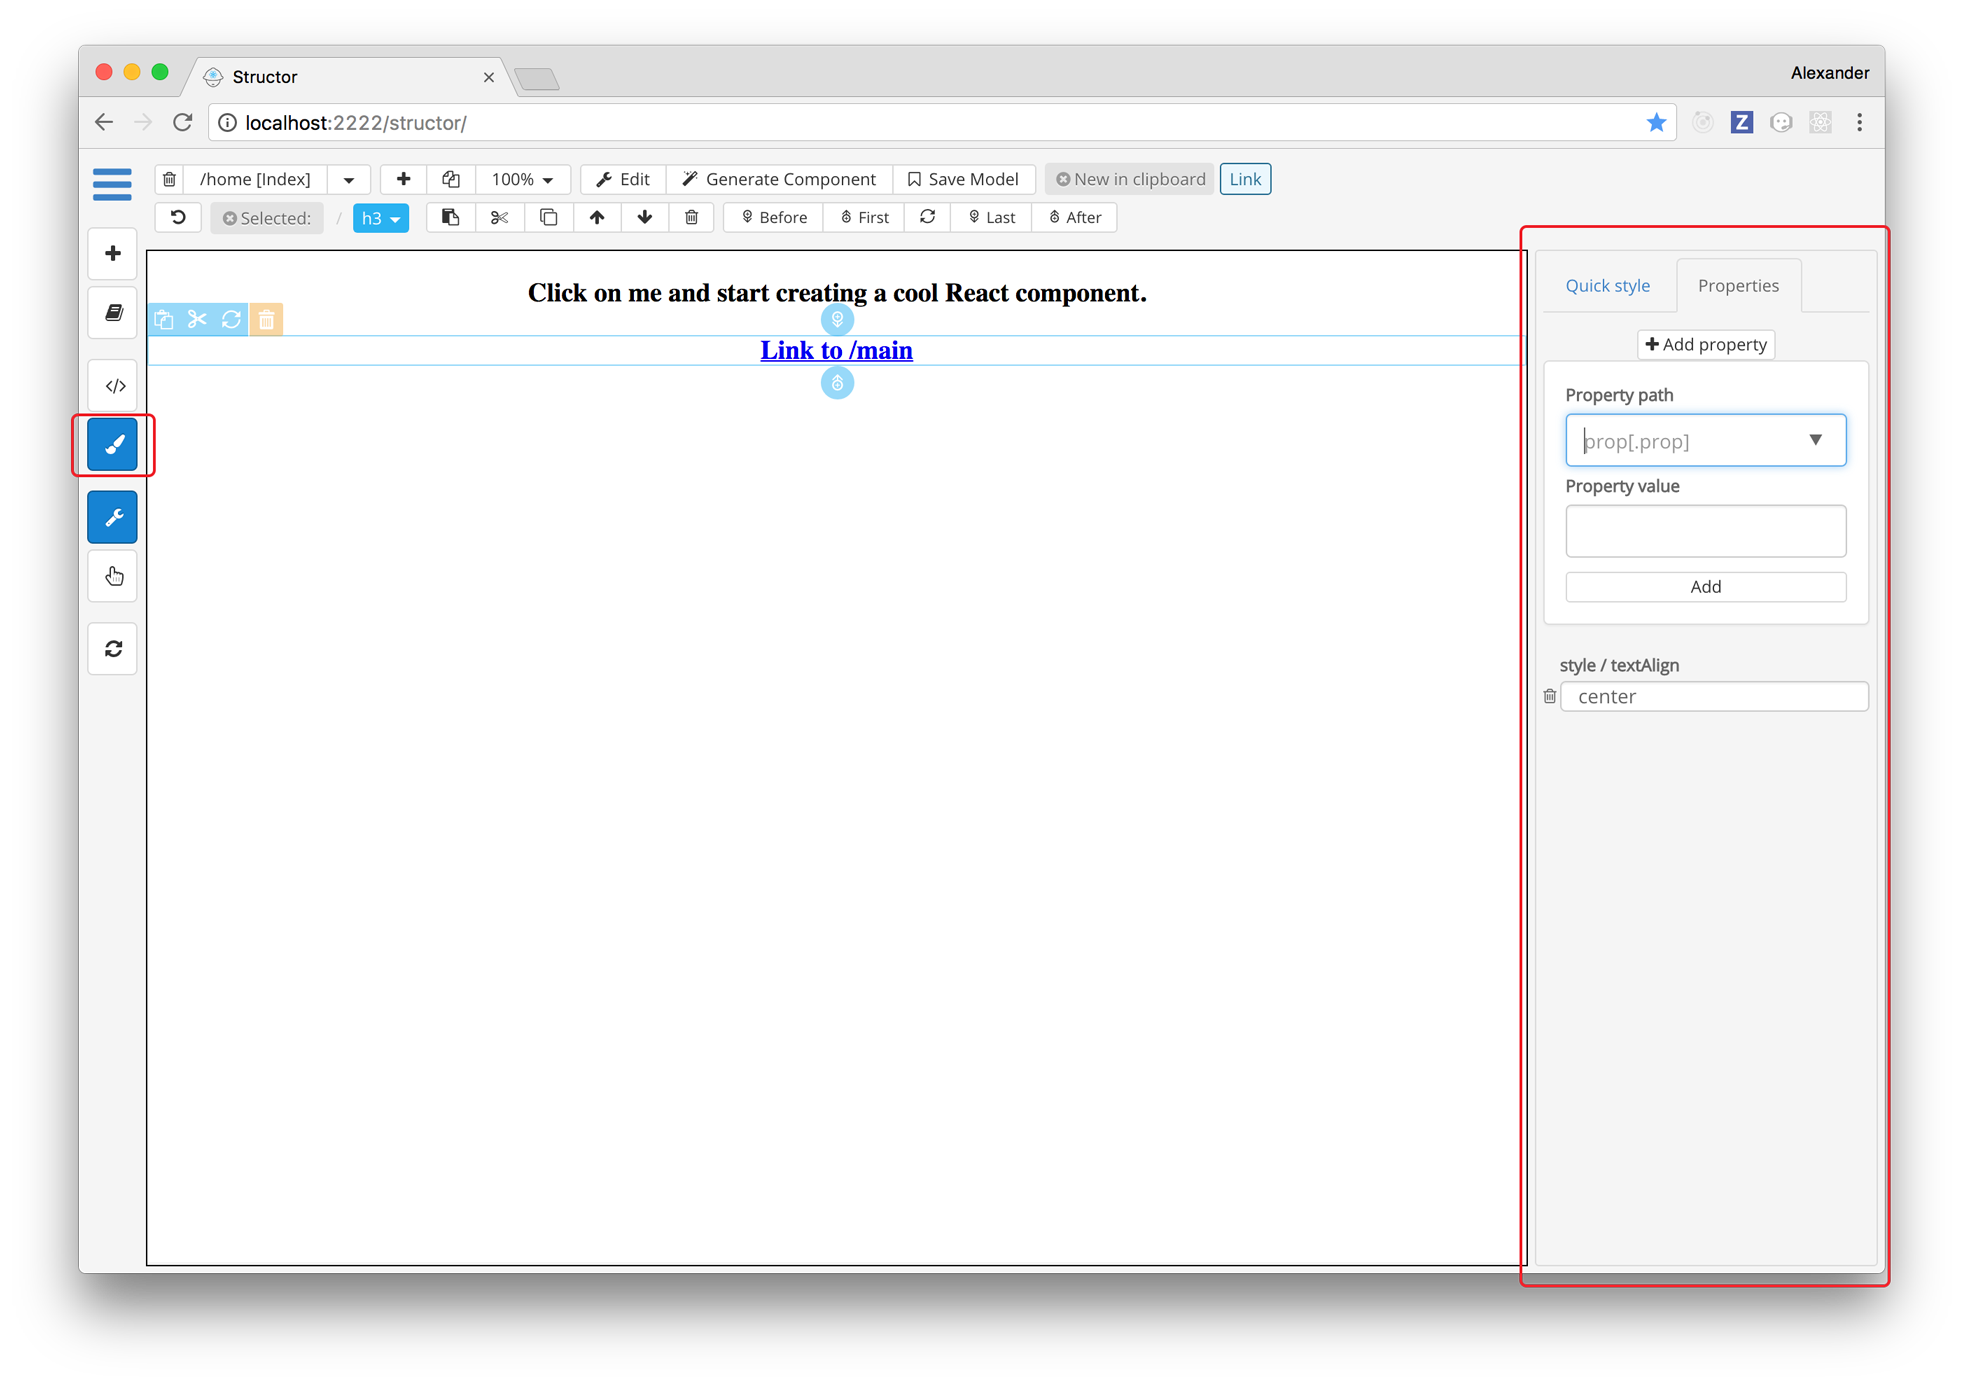 Structor
Alexander
localhost:2222/structor/
Z
/home [Index]
100%
Edit
Generate Component
Save Model
New in clipboard
Link
Selected:
/
h3
Before
First
Last
After
Click on me and start creating a cool React component.
Link to /main
Quick style
Properties
Add property
Property path
prop[.prop]
Property value
Add
style / textAlign
center